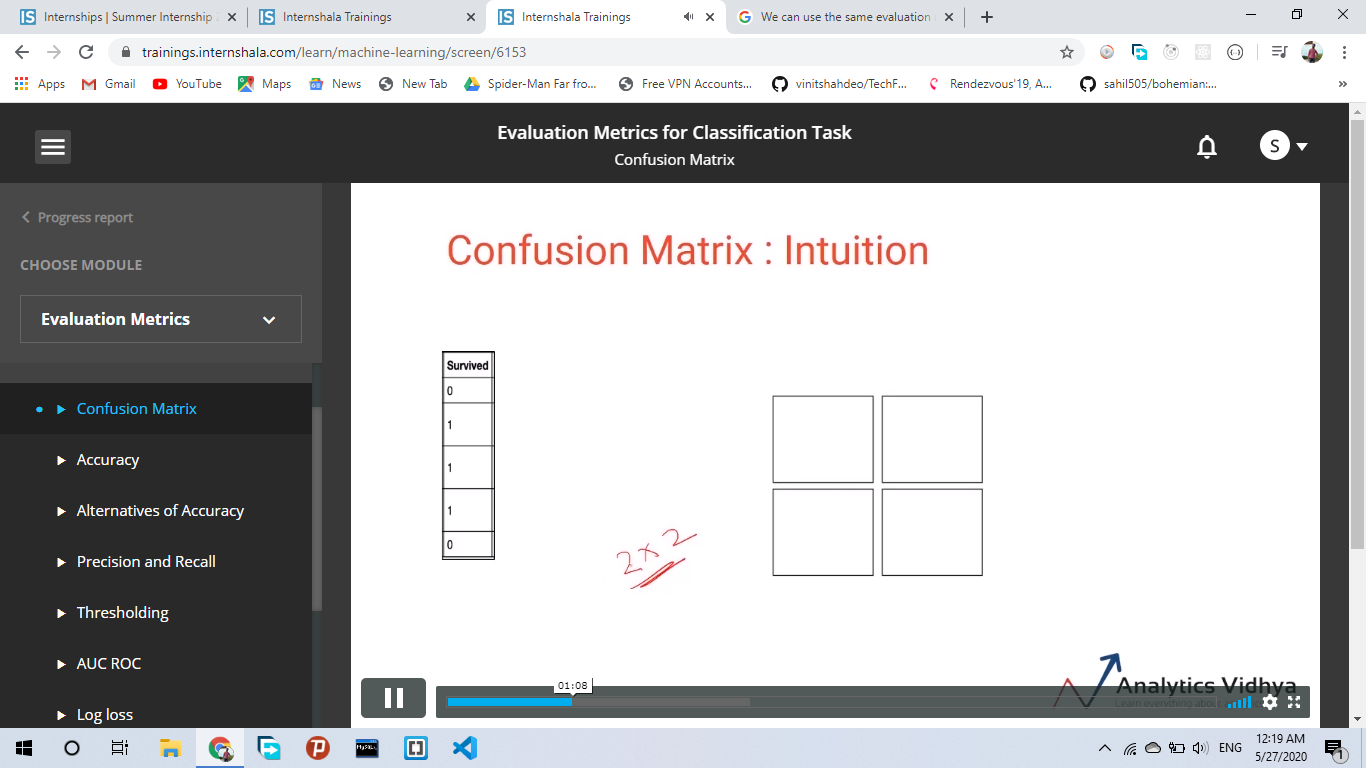 Internships | Summer Internship
Internshala Trainings
Internshala Trainings
We can use the same evaluation
trainings.internshala.com/learn/machine-learning/screen/6153
Apps
Gmail
YouTube
Maps
News
New Tab
Spider-Man Far fro...
Free VPN Accounts...
vinitshahdeo/TechF...
Rendezvous'19, A...
sahil505/bohemian:...
»
Evaluation Metrics for Classification Task
Confusion Matrix
S
Progress report
CHOOSE MODULE
Evaluation Metrics
Confusion Matrix
Accuracy
Alternatives of Accuracy
Precision and Recall
Thresholding
AUC ROC
Log loss
Confusion Matrix : Intuition
Survived
0
1
1
1
0
2 x 2
01:08
Analytics Vidhya
Learn everything about
ENG
12:19 AM
5/27/2020
1